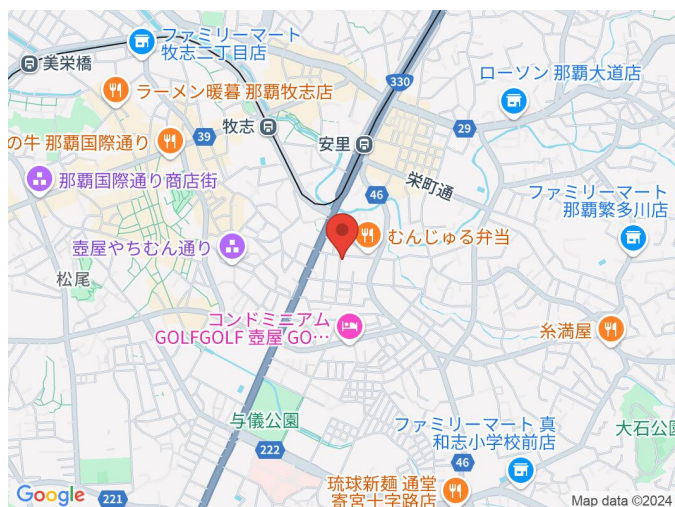 ファミリーマート
牧志二丁目店
美栄橋
330
ローソン 那覇大道店
ラーメン暖暮 那覇牧志店
牧志
29
の牛 那覇国際通り
39
安里
那覇国際通り商店街
46
栄町通
ファミリーマート
那覇繁多川店
むんじゅる弁当
壺屋やちむん通り
松尾
コンドミニアム
GOLFGOLF 壺屋 GO…
糸満屋
与儀公園
ファミリーマート 真
和志小学校前店
大石公園
222
46
琉球新麺 通堂
寄宮十字路店
Google
221
Map data ©2024